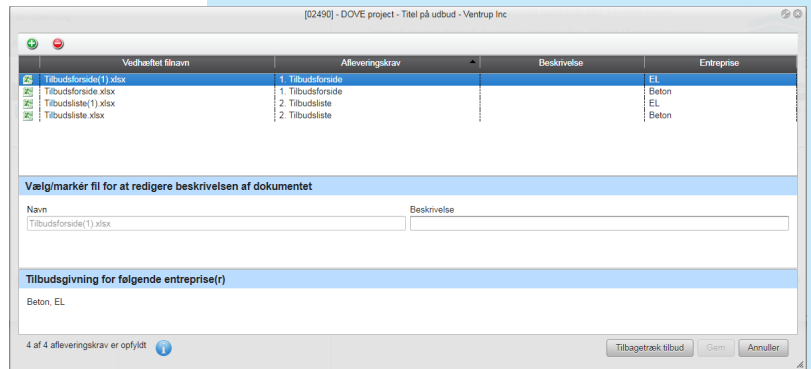 [02490] - DOVE project - Titel på udbud - Ventrup Inc
Vedhæftet filnavn Afleveringskrav Beskrivelse Entreprise
Tilbudsforside(1).xlsx 1. Tilbudsforside EL
Tilbudsforside.xlsx 1. Tilbudsforside Beton
Tilbudsliste(1).xlsx 2. Tilbudsliste EL
Tilbudsliste.xlsx 2. Tilbudsliste Beton
Vælg/markér fil for at redigere beskrivelsen af dokumentet
Navn Beskrivelse
Tilbudsforside(1).xlsx
Tilbudsgivning for følgende entreprise(r)
Beton, EL
4 af 4 afleveringskrav er opfyldt Tilbagetræk tilbud Gem Annuller